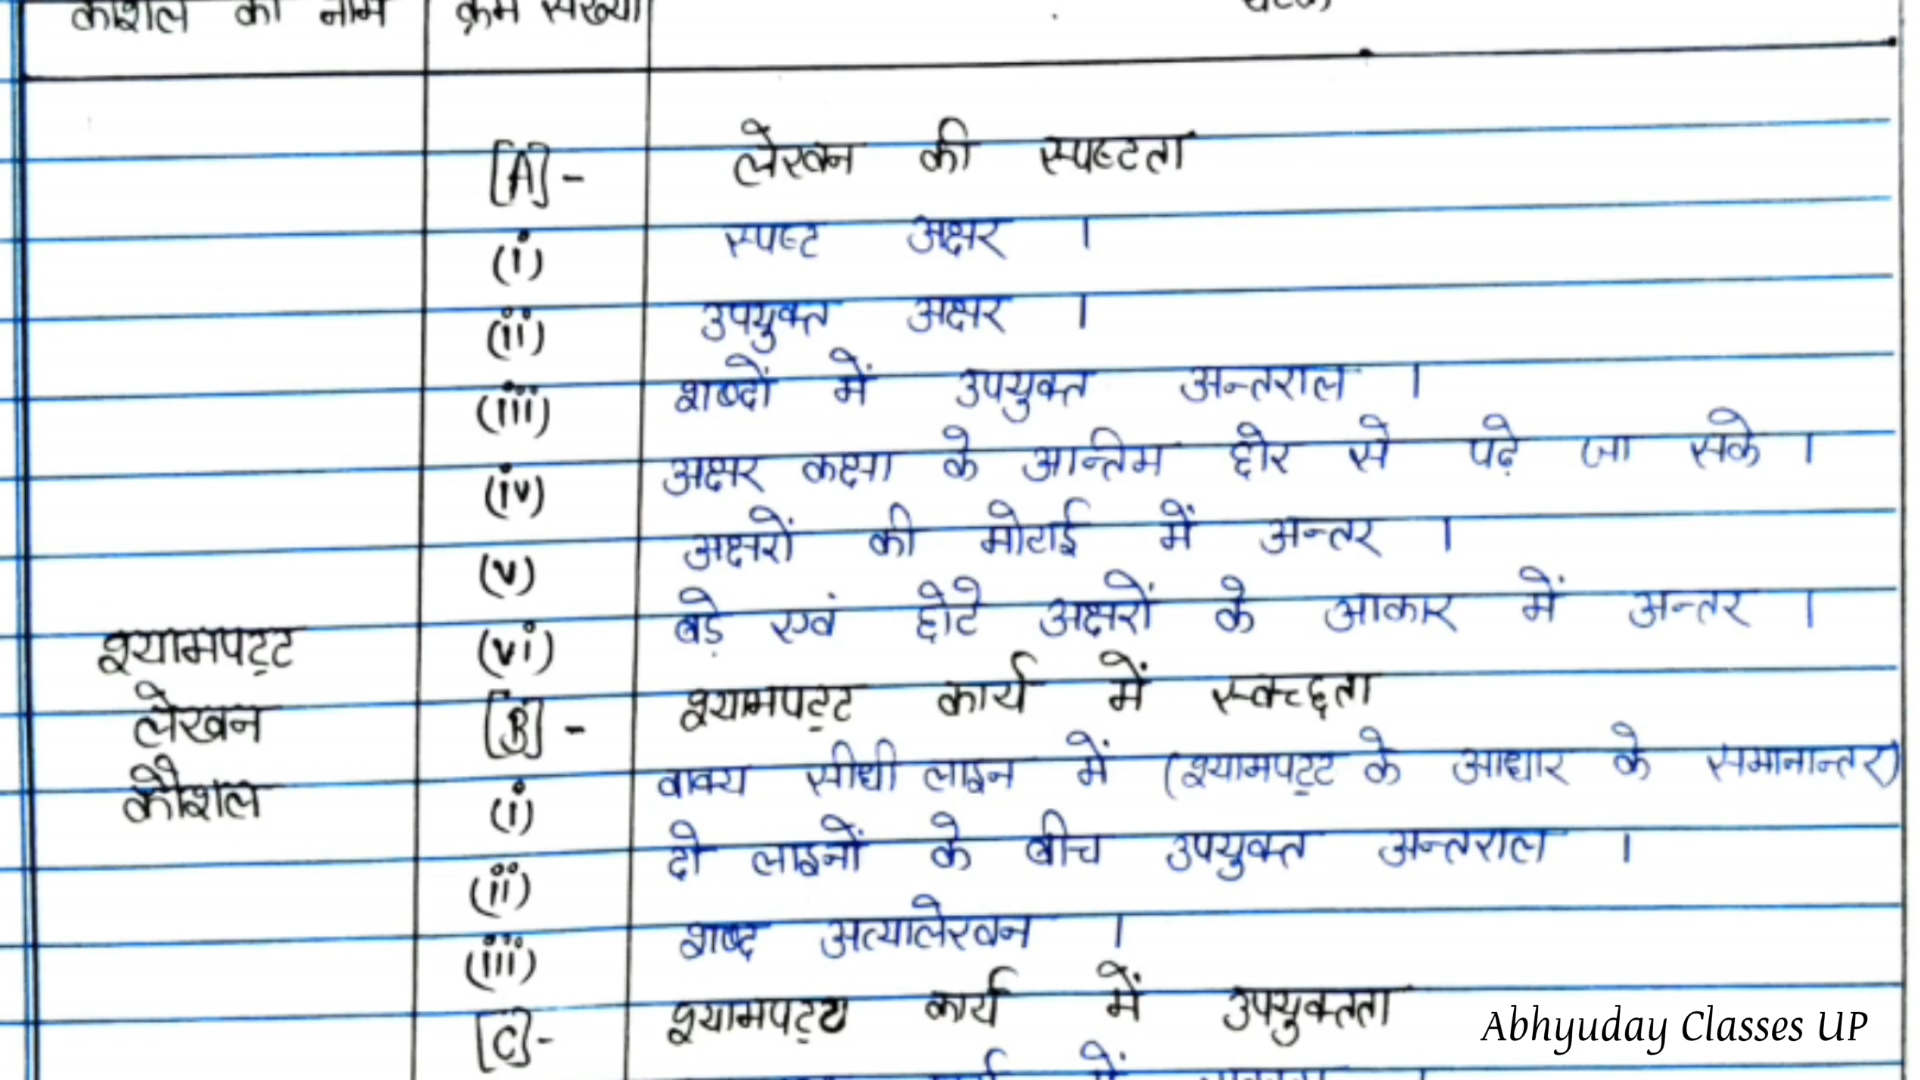 कौशल का नाम क्रम संख्या घटक
[A]- लेखन की स्पष्टता
(i) स्पष्ट अक्षर ।
(ii) उपयुक्त अक्षर ।
(iii) शब्दों में उपयुक्त अन्तराल ।
(iv) अक्षर कक्षा के अन्तिम छोर से पढ़े जा सके ।
(v) अक्षरों की मोटाई में अन्तर ।
(vi) बड़े एवं छोटे अक्षरों के आकार में अन्तर ।
श्यामपट्ट
लेखन
कौशल
[B]- श्यामपट्ट कार्य में स्वच्छता
(i) वाक्य सीधी लाइन में (श्यामपट्ट के आधार के समानान्तर)
(ii) दो लाइनों के बीच उपयुक्त अन्तराल ।
(iii) शब्द अत्यालेखन ।
[C]- श्यामपट्ट कार्य में उपयुक्तता
Abhyuday Classes UP